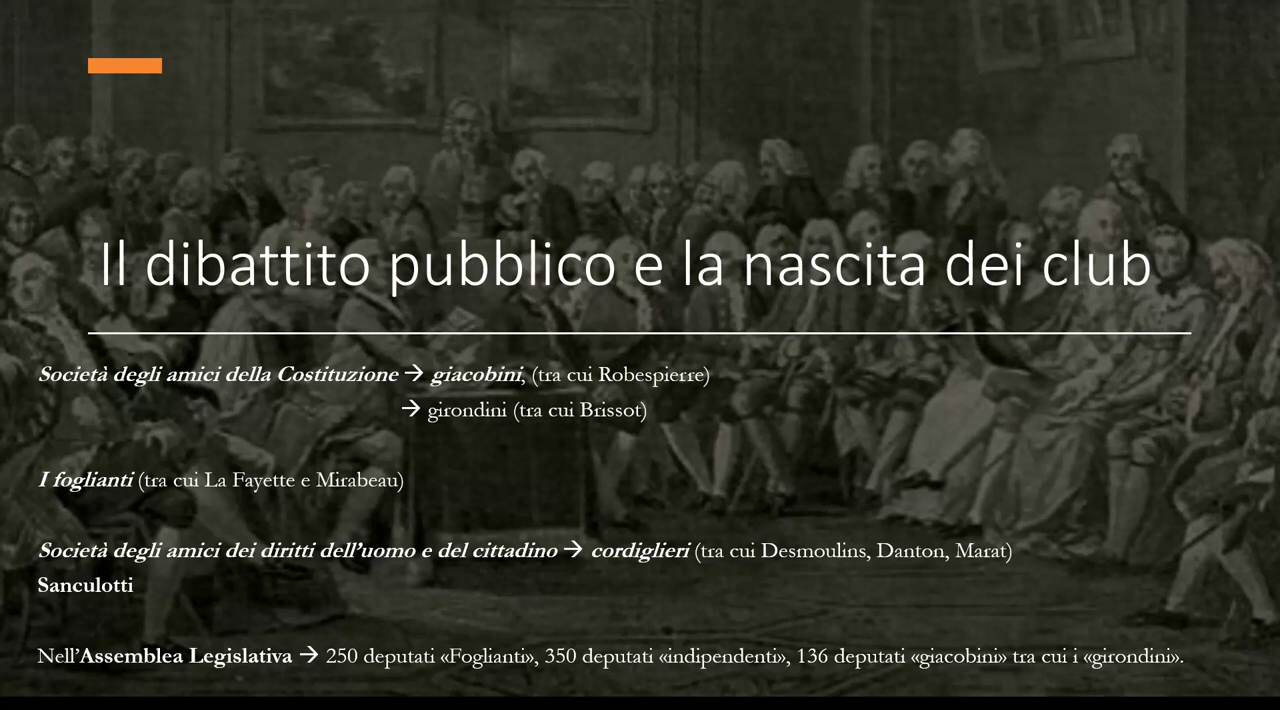 Il dibattito pubblico e la nascita dei club
Società degli amici della Costituzione → giacobini, (tra cui Robespierre)
→ girondini (tra cui Brissot)
I foglianti (tra cui La Fayette e Mirabeau)
Società degli amici dei diritti dell'uomo e del cittadino → cordiglieri (tra cui Desmoulins, Danton, Marat)
Sanculotti
Nell'Assemblea Legislativa → 250 deputati «Foglianti», 350 deputati «indipendenti», 136 deputati «giacobini» tra cui i «girondini».